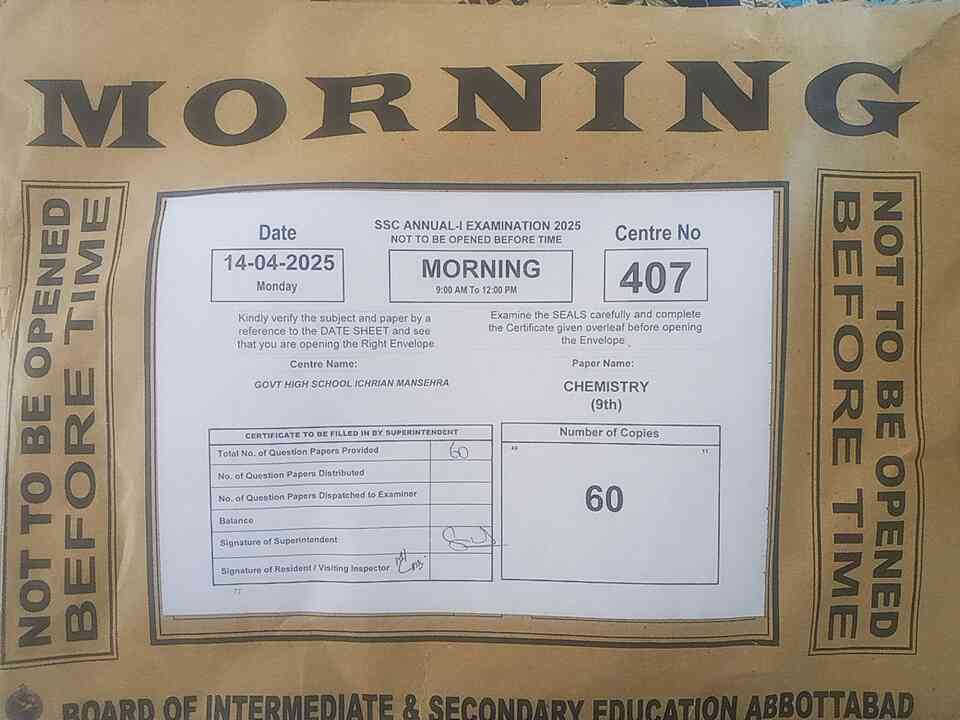 MORNING
NOT TO BE OPENED
BEFORE TIME
Date
14-04-2025
Monday
SSC ANNUAL-I EXAMINATION 2025
NOT TO BE OPENED BEFORE TIME
MORNING
9:00 AM To 12:00 PM
Centre No
407
Kindly verify the subject and paper by a
reference to the DATE SHEET and see
that you are opening the Right Envelope.
Examine the SEALS carefully and complete
the Certificate given overleaf before opening
the Envelope
Centre Name:
GOVT HIGH SCHOOL ICHRIAN MANSEHRA
Paper Name:
CHEMISTRY
(9th)
CERTIFICATE TO BE FILLED IN BY SUPERINTENDENT
Total No. of Question Papers Provided 60
No. of Question Papers Distributed
No. of Question Papers Dispatched to Examiner
Balance
Signature of Superintendent
Signature of Resident / Visiting Inspector
77
Number of Copies
11
60
NOT TO BE OPENED
BEFORE TIME
BOARD OF INTERMEDIATE & SECONDARY EDUCATION ABBOTTABAD